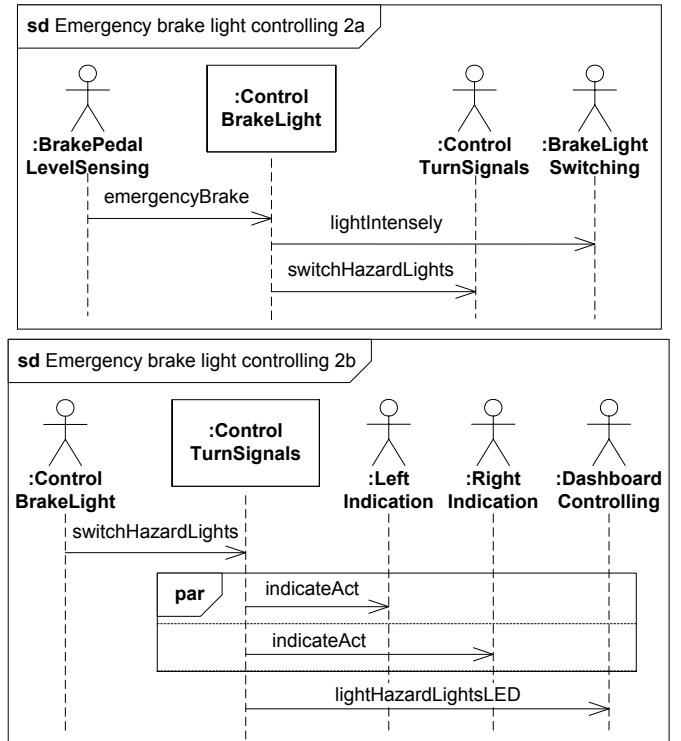 sd Emergency brake light controlling 2a
:Control
BrakeLight
:BrakePedal
LevelSensing
:Control
TurnSignals
:BrakeLight
Switching
emergencyBrake
lightIntensely
switchHazardLights
sd Emergency brake light controlling 2b
:Control
TurnSignals
:Control
BrakeLight
:Left
Indication
:Right
Indication
:Dashboard
Controlling
switchHazardLights
par
indicateAct
indicateAct
lightHazardLightsLED